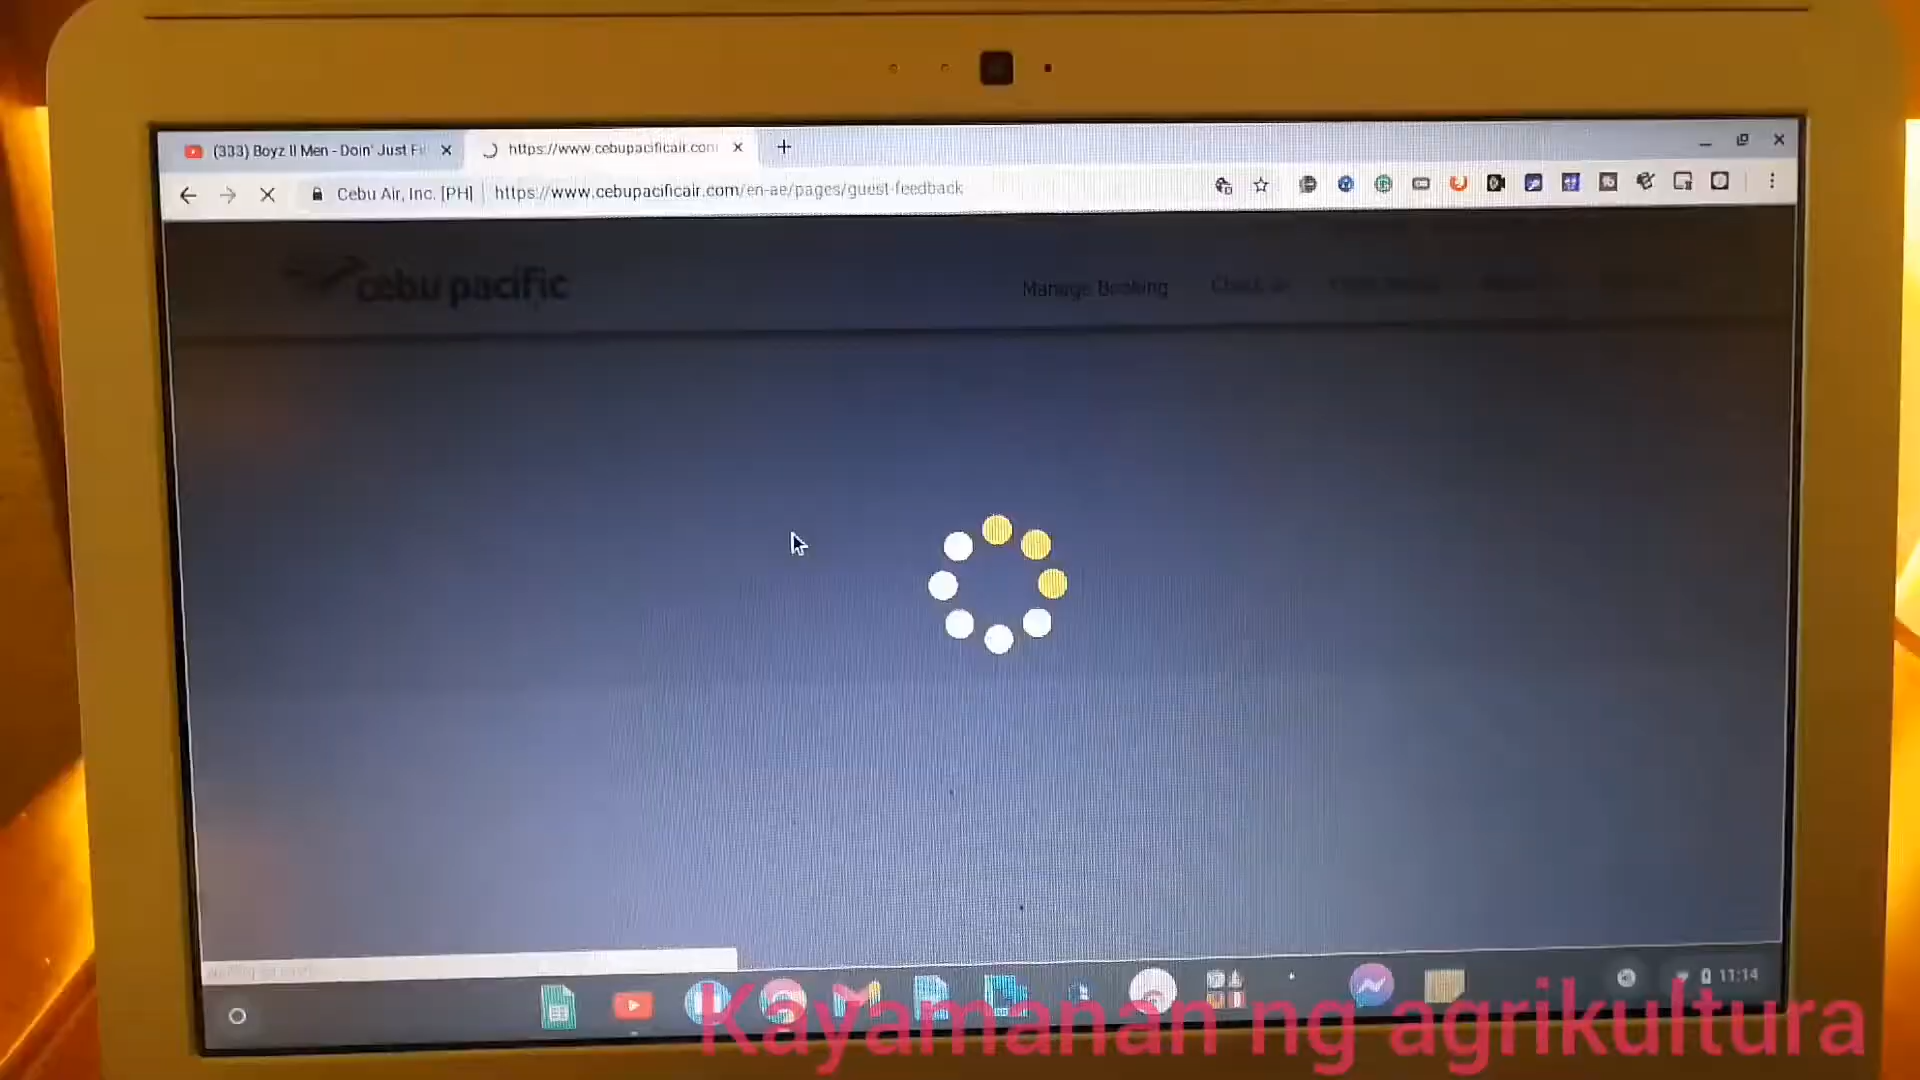 (333) Boyz II Men - Doin' Just Fi
https://www.cebupacificair.com
Cebu Air, Inc. [PH]
https://www.cebupacificair.com/en-ae/pages/guest-feedback
cebu pacific
Manage Booking
11:14
Kayamanan ng agrikultura